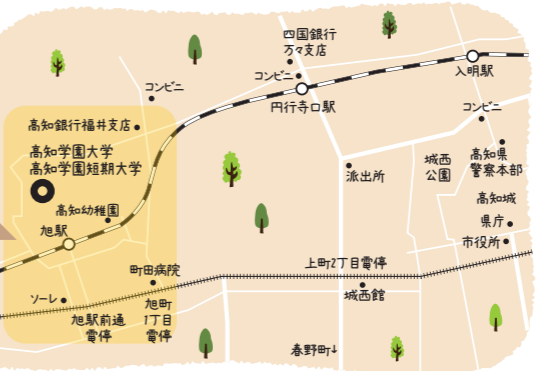 四国銀行
万々支店
コンビニ
入明駅
コンビニ
円行寺口駅
コンビニ
高知銀行福井支店
高知学園大学
高知学園短期大学
派出所
城西
公園
高知県
警察本部
高知城
高知幼稚園
旭駅
県庁
市役所
町田病院
上町2丁目電停
ソーレ
旭町
1丁目
電停
城西館
旭駅前通
電停
春野町↓